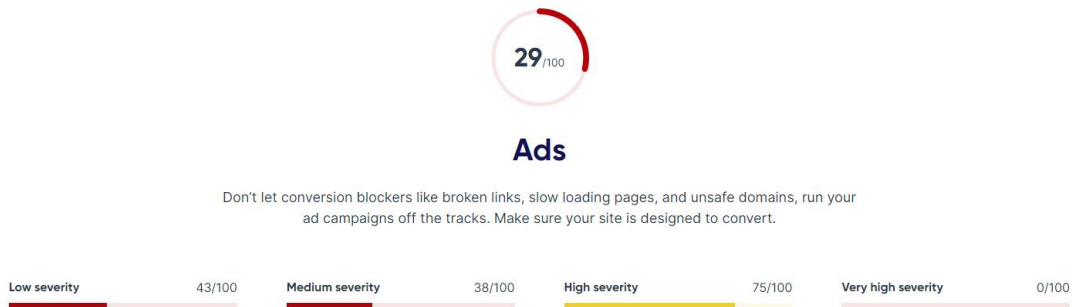 29/100
Ads
Don’t let conversion blockers like broken links, slow loading pages, and unsafe domains, run your
ad campaigns off the tracks. Make sure your site is designed to convert.
Low severity 43/100
Medium severity 38/100
High severity 75/100
Very high severity 0/100